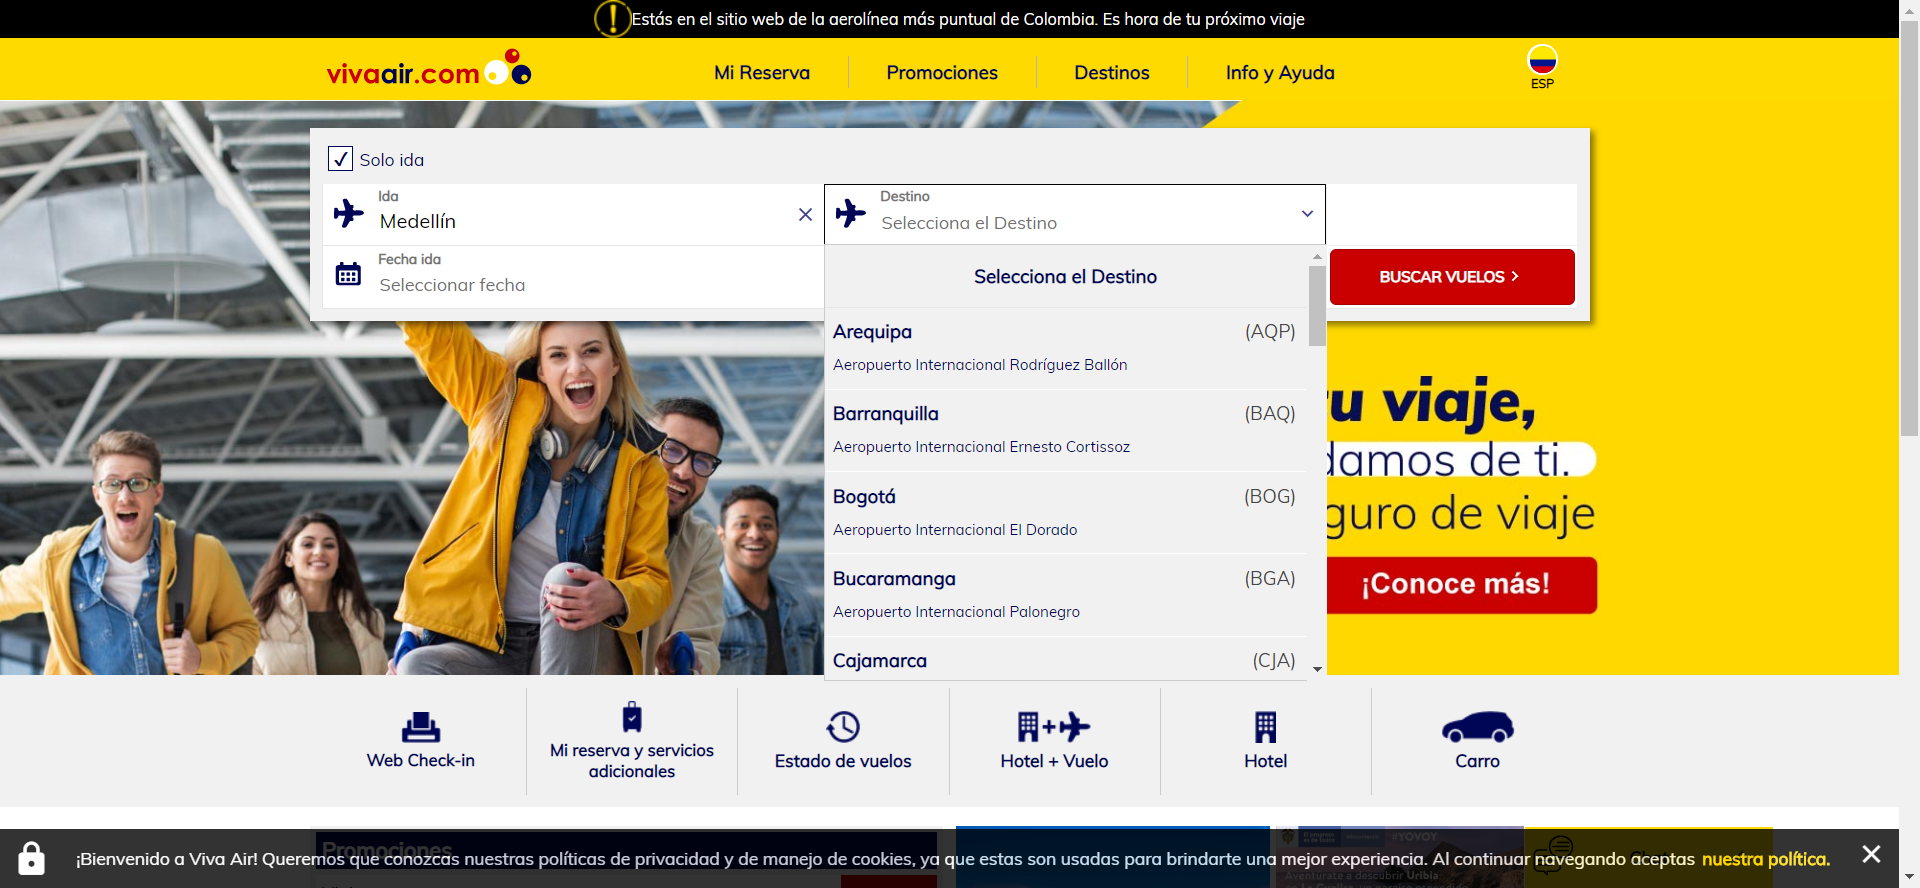 Estás en el sitio web de la aerolínea más puntual de Colombia. Es hora de tu próximo viaje
vivaair.com
Mi Reserva
Promociones
Destinos
Info y Ayuda
ESP
Solo ida
Ida
Medellín
Destino
Selecciona el Destino
Fecha ida
Seleccionar fecha
Selecciona el Destino
BUSCAR VUELOS
Arequipa (AQP)
Aeropuerto Internacional Rodríguez Ballón
Barranquilla (BAQ)
Aeropuerto Internacional Ernesto Cortissoz
Bogotá (BOG)
Aeropuerto Internacional El Dorado
Bucaramanga (BGA)
Aeropuerto Internacional Palonegro
Cajamarca (CJA)
viaje,
damos de ti.
guro de viaje
¡Conoce más!
Web Check-in
Mi reserva y servicios
adicionales
Estado de vuelos
Hotel + Vuelo
Hotel
Carro
Promociones
#YOVOY
¡Bienvenido a Viva Air! Queremos que conozcas nuestras políticas de privacidad y de manejo de cookies, ya que estas son usadas para brindarte una mejor experiencia. Al continuar navegando aceptas nuestra política.
Aventúrate a descubrir Uribia